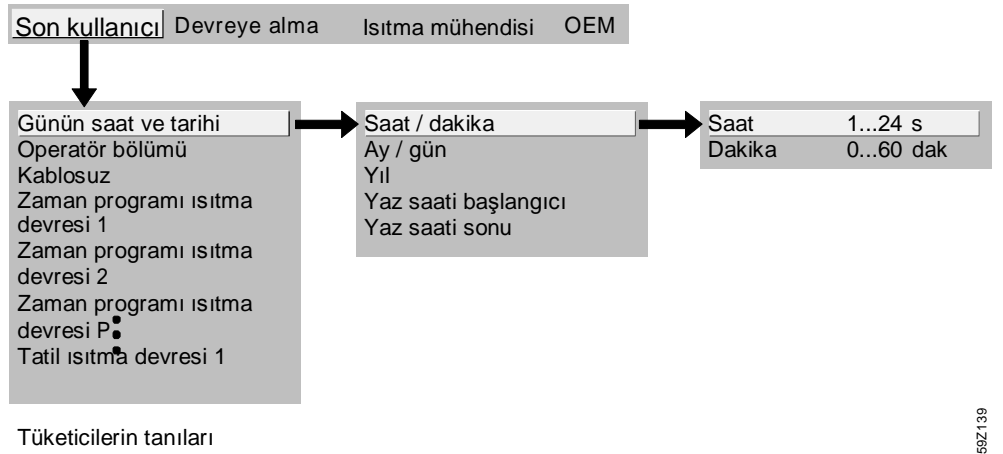 Son kullanıcı Devreye alma Isıtma mühendisi OEM
Günün saat ve tarihi
Operatör bölümü
Kablosuz
Zaman programı ısıtma
devresi 1
Zaman programı ısıtma
devresi 2
Zaman programı ısıtma
devresi P
Tatil ısıtma devresi 1
Saat / dakika
Ay / gün
Yıl
Yaz saati başlangıcı
Yaz saati sonu
Saat 1...24 s
Dakika 0...60 dak
Tüketicilerin tanıları
59Z139